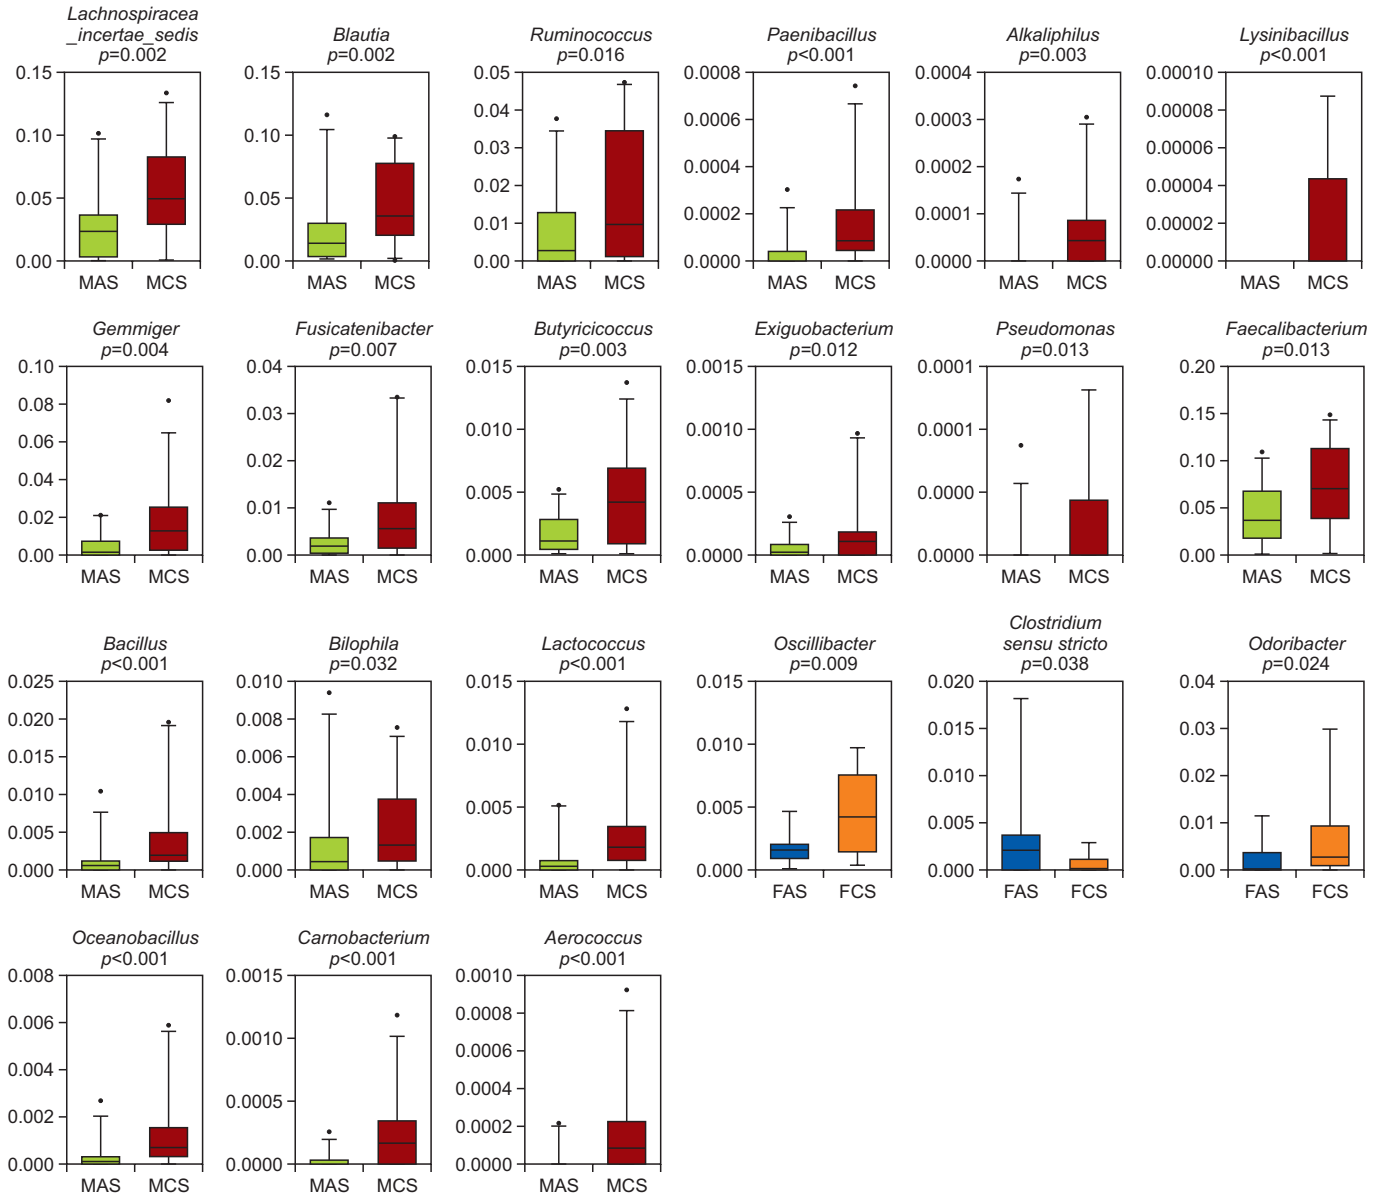 Lachnospiracea
_incertae_sedis
p=0.002
0.15
0.10
0.05
0.00
MAS MCS
Blautia
p=0.002
0.15
0.10
0.05
0.00
MAS MCS
Ruminococcus
p=0.016
0.05
0.04
0.03
0.02
0.01
0.00
MAS MCS
Paenibacillus
p<0.001
0.0008
0.0006
0.0004
0.0002
0.0000
MAS MCS
Alkaliphilus
p=0.003
0.0004
0.0003
0.0002
0.0001
0.0000
MAS MCS
Lysinibacillus
p<0.001
0.00010
0.00008
0.00006
0.00004
0.00002
0.00000
MAS MCS
Gemmiger
p=0.004
0.10
0.08
0.06
0.04
0.02
0.00
MAS MCS
Fusicatenibacter
p=0.007
0.04
0.03
0.02
0.01
0.00
MAS MCS
Butyricicoccus
p=0.003
0.015
0.010
0.005
0.000
MAS MCS
Exiguobacterium
p=0.012
0.0015
0.0010
0.0005
0.0000
MAS MCS
Pseudomonas
p=0.013
0.0001
0.0001
0.0000
0.0000
MAS MCS
Faecalibacterium
p=0.013
0.20
0.15
0.10
0.05
0.00
MAS MCS
Bacillus
p<0.001
0.025
0.020
0.015
0.010
0.005
0.000
MAS MCS
Bilophila
p=0.032
0.010
0.008
0.006
0.004
0.002
0.000
MAS MCS
Lactococcus
p<0.001
0.015
0.010
0.005
0.000
MAS MCS
Oscillibacter
p=0.009
0.015
0.010
0.005
0.000
FAS FCS
Clostridium
sensu stricto
p=0.038
0.020
0.015
0.010
0.005
0.000
FAS FCS
Odoribacter
p=0.024
0.04
0.03
0.02
0.01
0.00
FAS FCS
Oceanobacillus
p<0.001
0.008
0.006
0.004
0.002
0.000
MAS MCS
Carnobacterium
p<0.001
0.0015
0.0010
0.0005
0.0000
MAS MCS
Aerococcus
p<0.001
0.0010
0.0008
0.0006
0.0004
0.0002
0.0000
MAS MCS